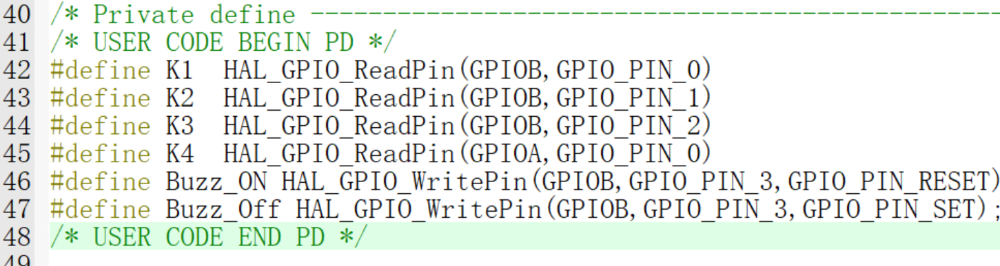 40 /* Private define -----------------------------------------------
41 /* USER CODE BEGIN PD */
42 #define K1  HAL_GPIO_ReadPin(GPIOB,GPIO_PIN_0)
43 #define K2  HAL_GPIO_ReadPin(GPIOB,GPIO_PIN_1)
44 #define K3  HAL_GPIO_ReadPin(GPIOB,GPIO_PIN_2)
45 #define K4  HAL_GPIO_ReadPin(GPIOA,GPIO_PIN_0)
46 #define Buzz_ON HAL_GPIO_WritePin(GPIOB,GPIO_PIN_3,GPIO_PIN_RESET)
47 #define Buzz_Off HAL_GPIO_WritePin(GPIOB,GPIO_PIN_3,GPIO_PIN_SET);
48 /* USER CODE END PD */
49